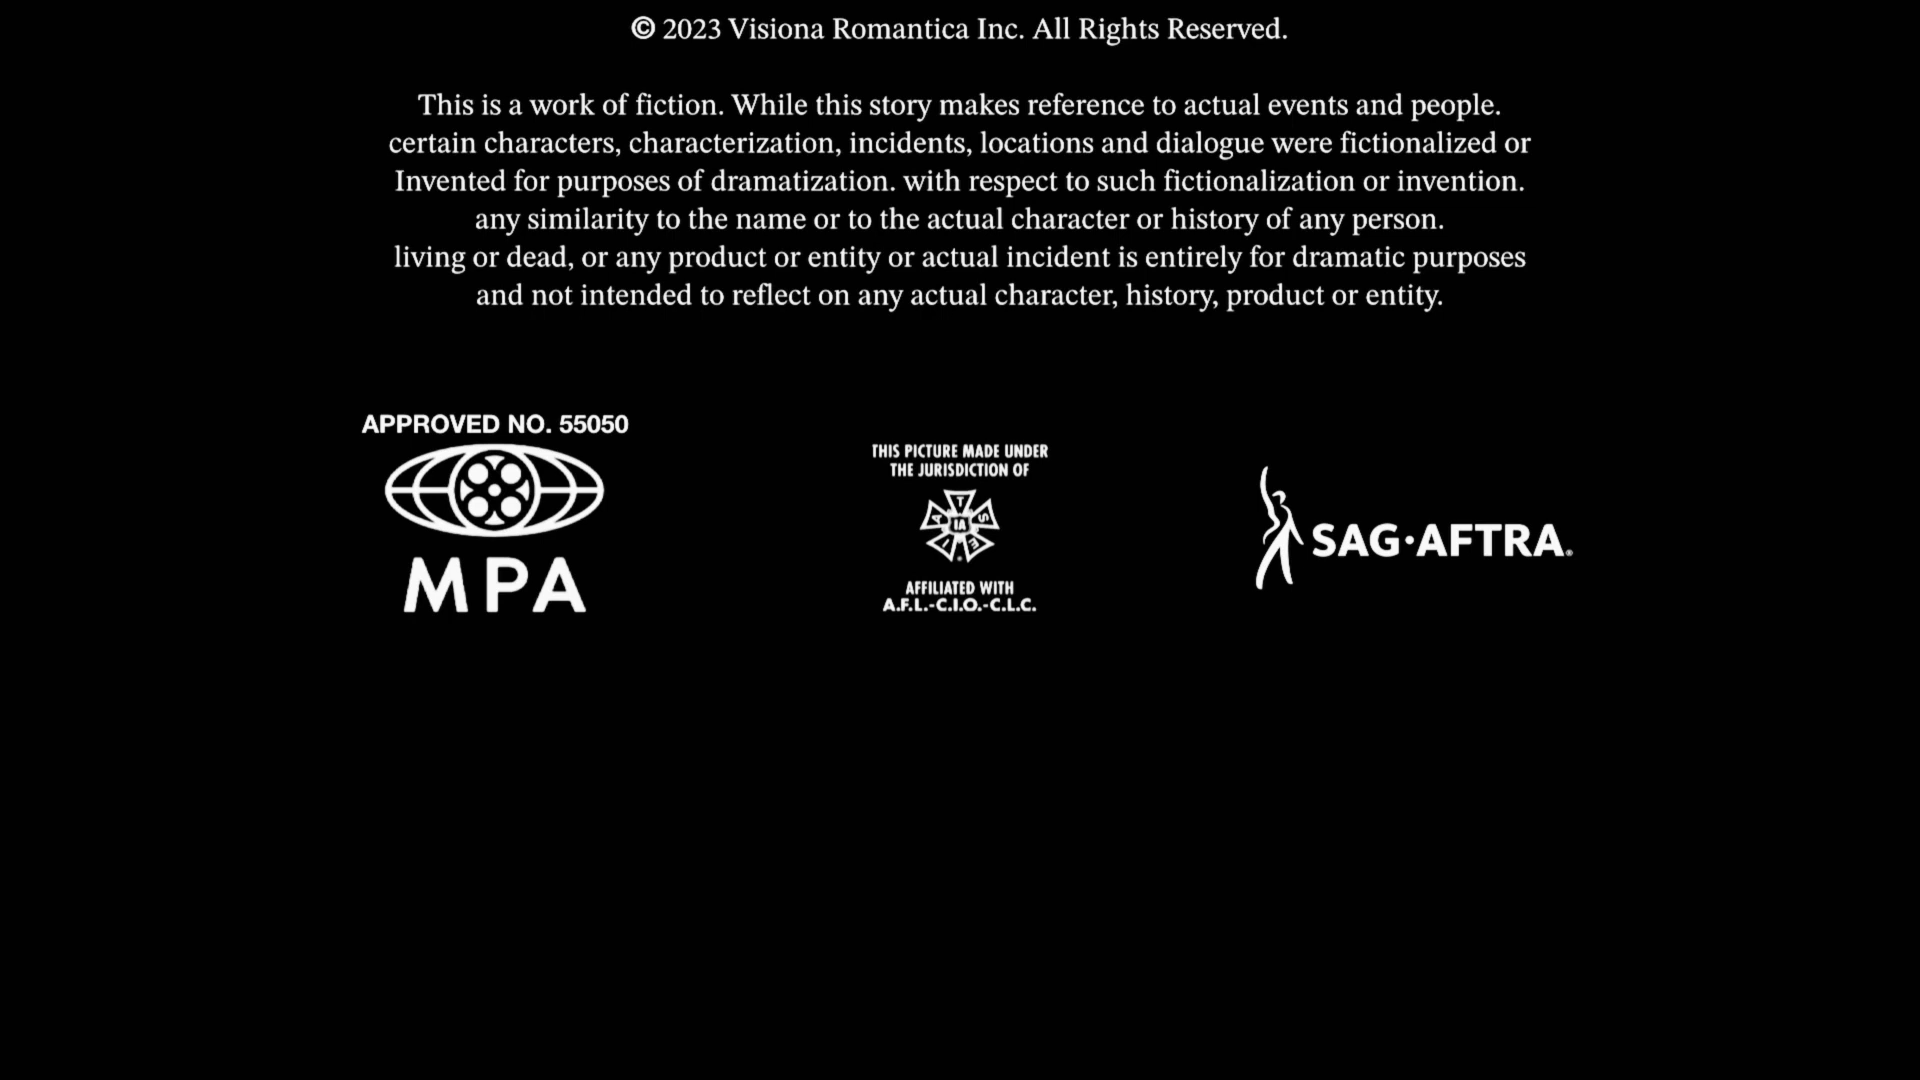 © 2023 Visiona Romantica Inc. All Rights Reserved.
This is a work of fiction. While this story makes reference to actual events and people.
certain characters, characterization, incidents, locations and dialogue were fictionalized or
Invented for purposes of dramatization. with respect to such fictionalization or invention.
any similarity to the name or to the actual character or history of any person.
living or dead, or any product or entity or actual incident is entirely for dramatic purposes
and not intended to reflect on any actual character, history, product or entity.
APPROVED NO. 55050
MPA
THIS PICTURE MADE UNDER
THE JURISDICTION OF
I A T S E
IA
AFFILIATED WITH
A.F.L.-C.I.O.-C.L.C.
SAG·AFTRA®